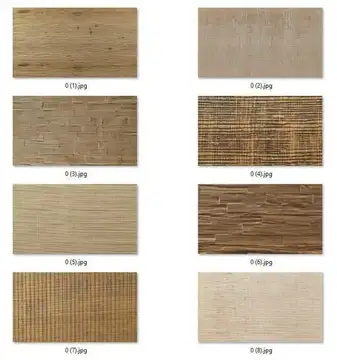 0 (1).jpg
0 (2).jpg
0 (3).jpg
0 (4).jpg
0 (5).jpg
0 (6).jpg
0 (7).jpg
0 (8).jpg